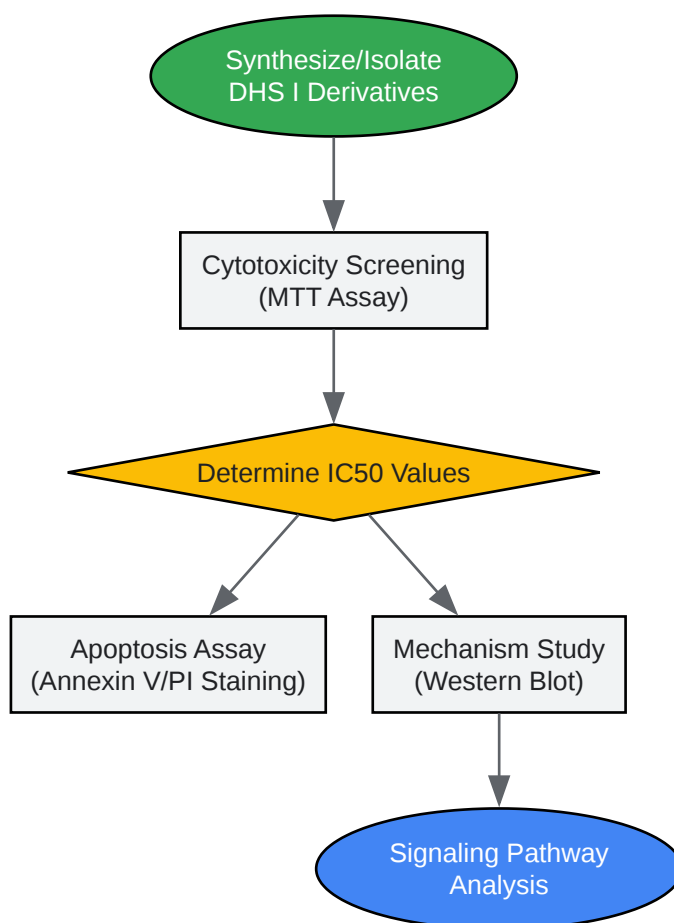 Synthesize/Isolate
DHS I Derivatives
Cytotoxicity Screening
(MTT Assay)
Determine IC50 Values
Apoptosis Assay
(Annexin V/PI Staining)
Mechanism Study
(Western Blot)
Signaling Pathway
Analysis